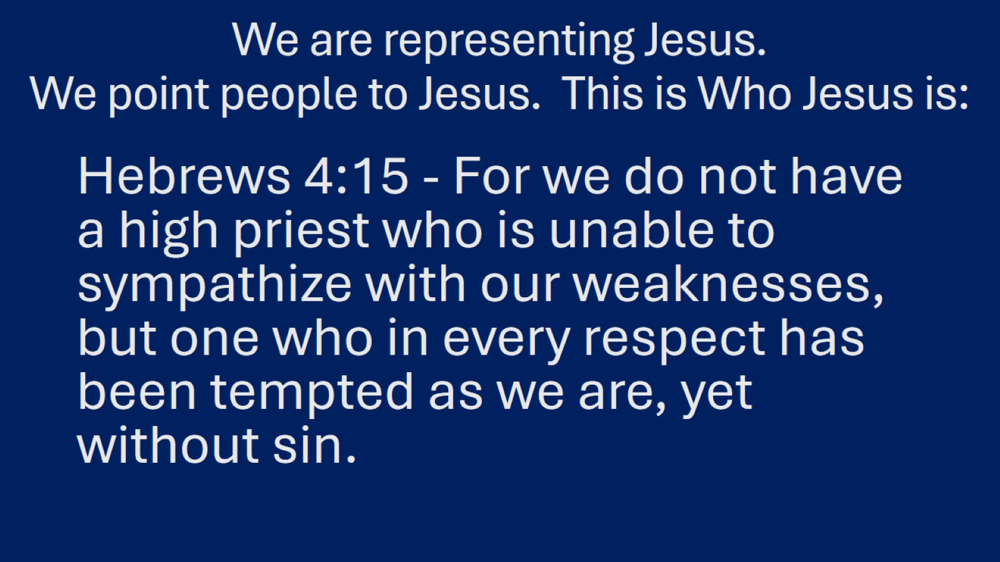 We are representing Jesus.
We point people to Jesus.  This is Who Jesus is:
Hebrews 4:15 - For we do not have
a high priest who is unable to
sympathize with our weaknesses,
but one who in every respect has
been tempted as we are, yet
without sin.